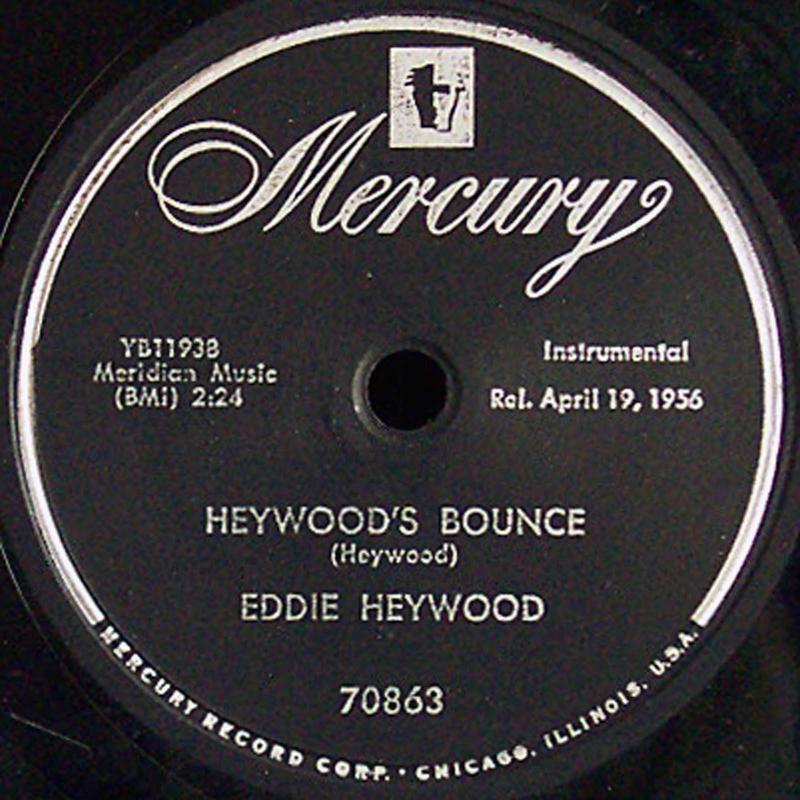 Mercury
YB11938
Meridian Music
(BMI) 2:24
Instrumental
Rel. April 19, 1956
HEYWOOD'S BOUNCE
(Heywood)
EDDIE HEYWOOD
70863
MERCURY RECORD CORP. • CHICAGO, ILLINOIS, U.S.A.